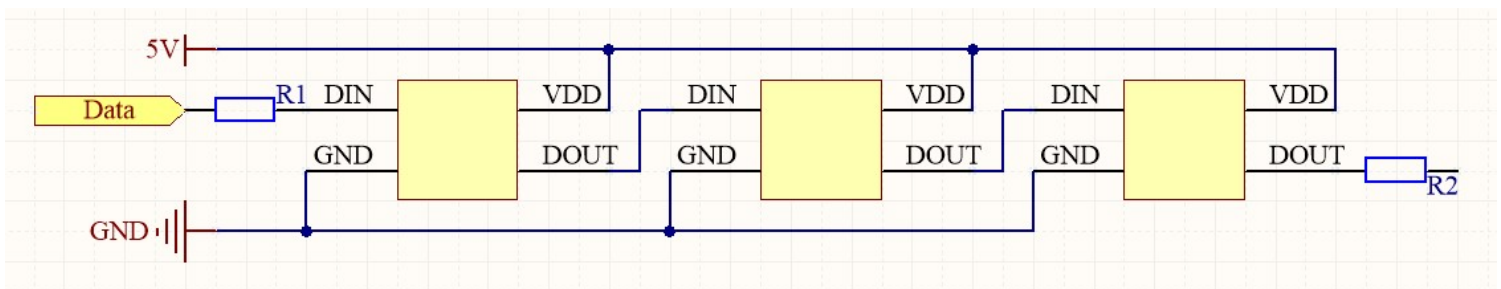 5V
Data R1 DIN VDD DIN VDD DIN VDD
GND DOUT GND DOUT GND DOUT R2
GND